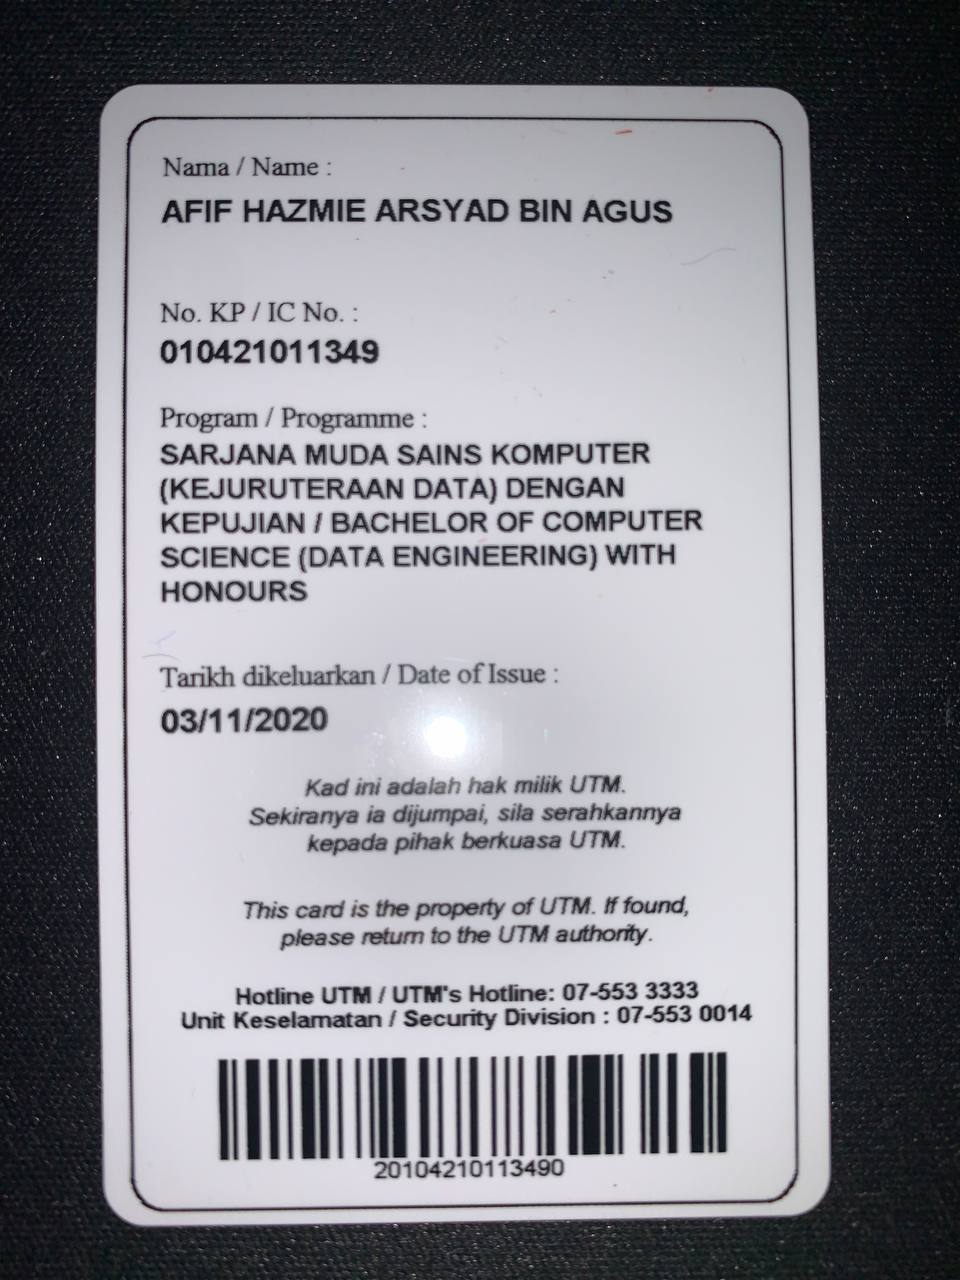 Nama / Name :
AFIF HAZMIE ARSYAD BIN AGUS
No. KP / IC No. :
010421011349
Program / Programme :
SARJANA MUDA SAINS KOMPUTER
(KEJURUTERAAN DATA) DENGAN
KEPUJIAN / BACHELOR OF COMPUTER
SCIENCE (DATA ENGINEERING) WITH
HONOURS
Tarikh dikeluarkan / Date of Issue :
03/11/2020
Kad ini adalah hak milik UTM.
Sekiranya ia dijumpai, sila serahkannya
kepada pihak berkuasa UTM.
This card is the property of UTM. If found,
please return to the UTM authority.
Hotline UTM / UTM's Hotline: 07-553 3333
Unit Keselamatan / Security Division : 07-553 0014
20104210113490